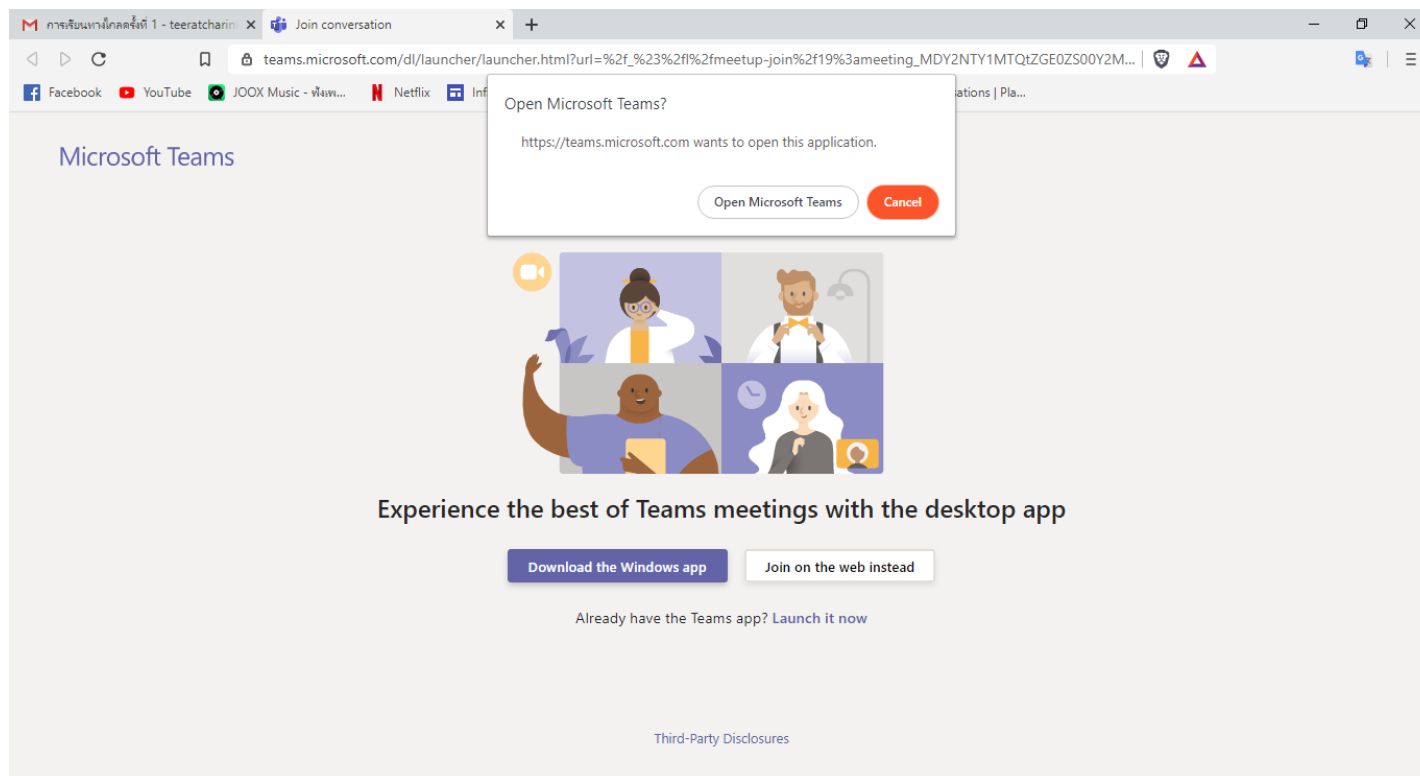 การเรียนทางไกลครั้งที่ 1 - teeratcharin
Join conversation
teams.microsoft.com/dl/launcher/launcher.html?url=%2f_%23%2fl%2fmeetup-join%2f19%3ameeting_MDY2NTY1MTQtZGE0ZS00Y2M...
Facebook
YouTube
JOOX Music - ฟังเพ...
Netflix
Inf
ations | Pla...
Open Microsoft Teams?
https://teams.microsoft.com wants to open this application.
Open Microsoft Teams
Cancel
Microsoft Teams
Experience the best of Teams meetings with the desktop app
Download the Windows app
Join on the web instead
Already have the Teams app? Launch it now
Third-Party Disclosures